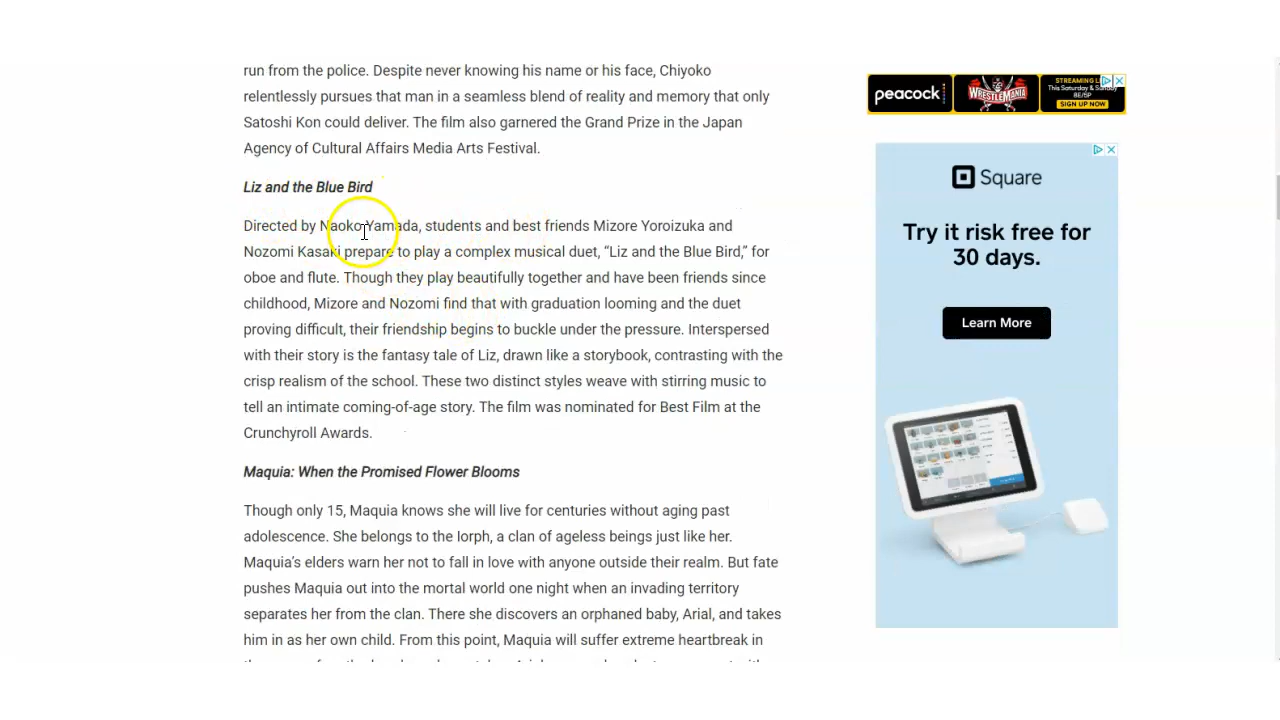 run from the police. Despite never knowing his name or his face, Chiyoko
relentlessly pursues that man in a seamless blend of reality and memory that only
Satoshi Kon could deliver. The film also garnered the Grand Prize in the Japan
Agency of Cultural Affairs Media Arts Festival.
Liz and the Blue Bird
Directed by Naoko Yamada, students and best friends Mizore Yoroizuka and
Nozomi Kasaki prepare to play a complex musical duet, “Liz and the Blue Bird,” for
oboe and flute. Though they play beautifully together and have been friends since
childhood, Mizore and Nozomi find that with graduation looming and the duet
proving difficult, their friendship begins to buckle under the pressure. Interspersed
with their story is the fantasy tale of Liz, drawn like a storybook, contrasting with the
crisp realism of the school. These two distinct styles weave with stirring music to
tell an intimate coming-of-age story. The film was nominated for Best Film at the
Crunchyroll Awards.
Maquia: When the Promised Flower Blooms
Though only 15, Maquia knows she will live for centuries without aging past
adolescence. She belongs to the Iorph, a clan of ageless beings just like her.
Maquia’s elders warn her not to fall in love with anyone outside their realm. But fate
pushes Maquia out into the mortal world one night when an invading territory
separates her from the clan. There she discovers an orphaned baby, Arial, and takes
him in as her own child. From this point, Maquia will suffer extreme heartbreak in
peacock
WRESTLEMANIA
STREAMING
This Saturday & Sunday
8E/5P
SIGN UP NOW
Square
Try it risk free for
30 days.
Learn More